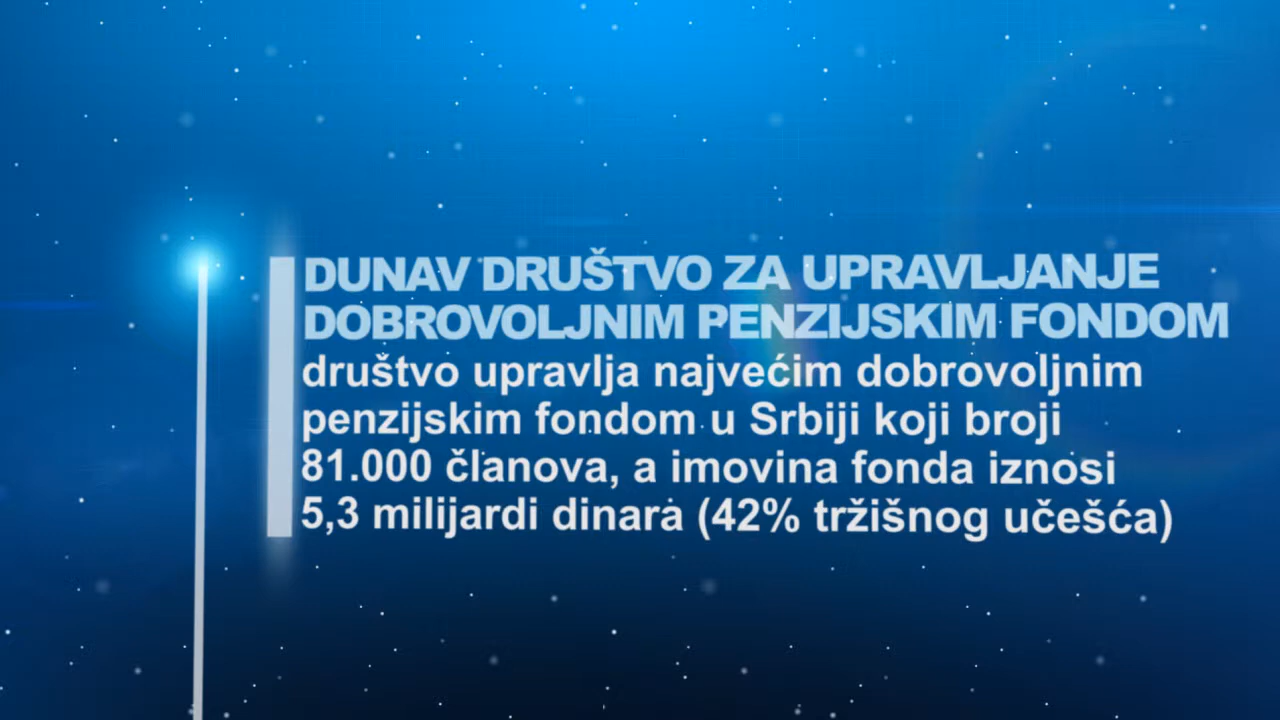 DUNAV DRUŠTVO ZA UPRAVLJANJE
DOBROVOLJNIM PENZIJSKIM FONDOM
društvo upravlja najvećim dobrovoljnim
penzijskim fondom u Srbiji koji broji
81.000 članova, a imovina fonda iznosi
5,3 milijardi dinara (42% tržišnog učešća)